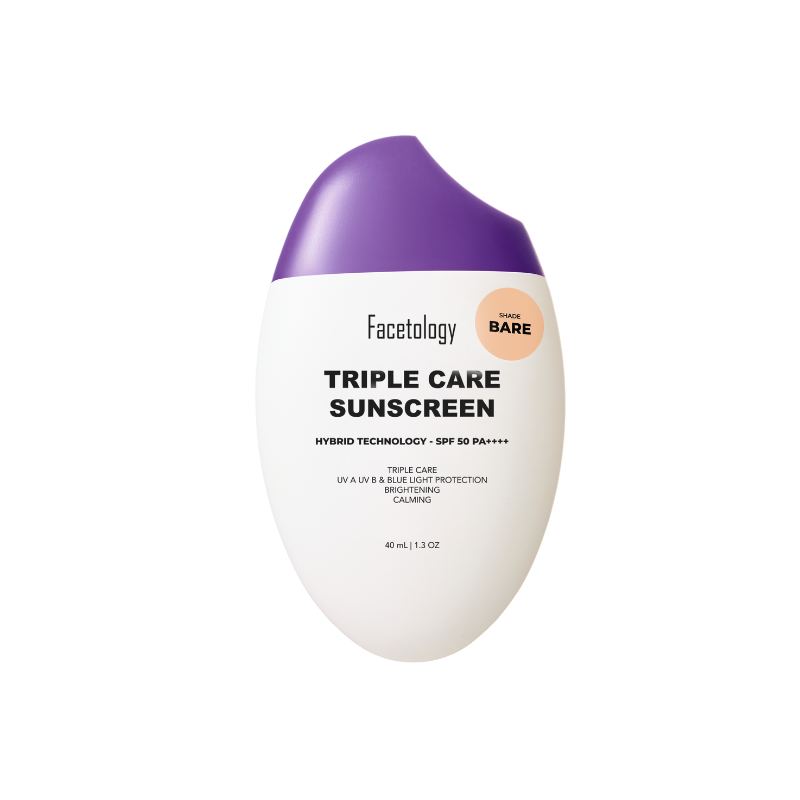 Facetology
SHADE
BARE
TRIPLE CARE
SUNSCREEN
HYBRID TECHNOLOGY - SPF 50 PA++++
TRIPLE CARE
UV A UV B & BLUE LIGHT PROTECTION
BRIGHTENING
CALMING
40 mL | 1.3 OZ